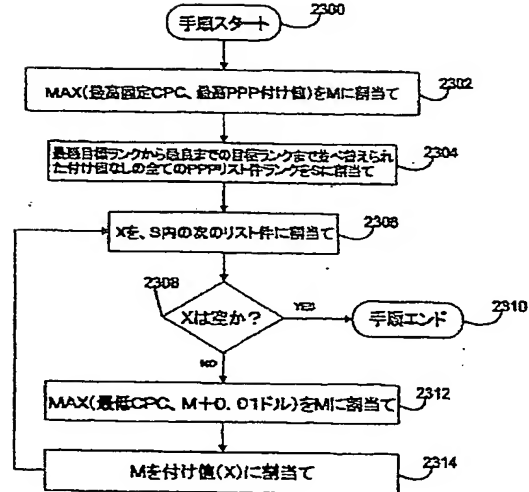 手順スタート
2300
MAX(最高固定CPC、最高PPP付け値)をMに割当て
2302
最低目標ランクから最良までの目標ランクまで並べ替えられ
た付け値なしの全てのPPPリスト件ランクをSに割当て
2304
Xを、S内の次のリスト件に割当て
2306
2308
Xは空か?
YES
手順エンド
2310
NO
MAX(最低CPC、M+0.01ドル)をMに割当て
2312
Mを付け値(X)に割当て
2314